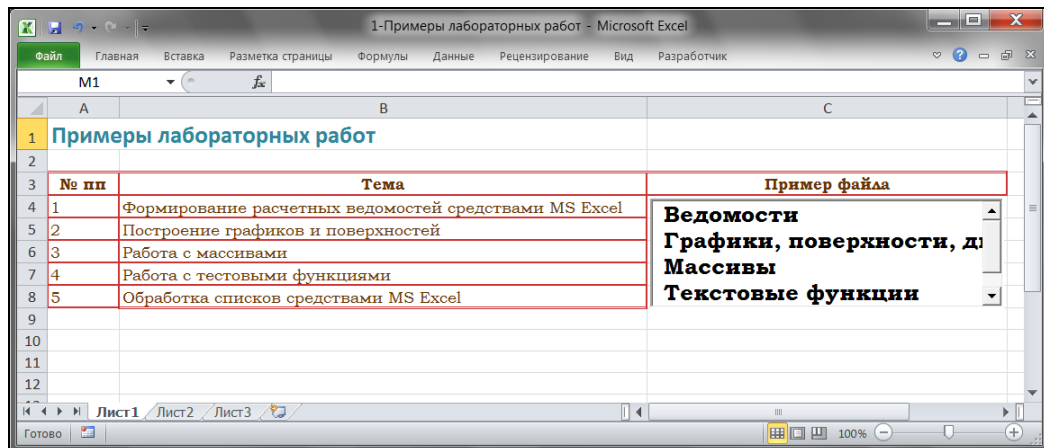 1-Примеры лабораторных работ - Microsoft Excel
Файл Главная Вставка Разметка страницы Формулы Данные Рецензирование Вид Разработчик
M1 fx
A B C
1 Примеры лабораторных работ
2
3 № пп Тема Пример файла
4 1 Формирование расчетных ведомостей средствами MS Excel Ведомости
5 2 Построение графиков и поверхностей Графики, поверхности,
6 3 Работа с массивами Массивы
7 4 Работа с тестовыми функциями Текстовые функции
8 5 Обработка списков средствами MS Excel
9
10
11
12
Лист1 Лист2 Лист3
Готово 100%